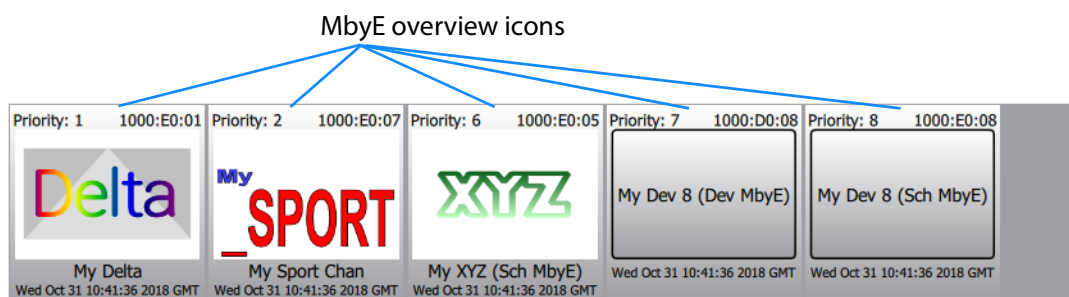 MbyE overview icons
Priority: 1 1000:E0:01 Priority: 2 1000:E0:07 Priority: 6 1000:E0:05 Priority: 7 1000:D0:08 Priority: 8 1000:E0:08
Delta
My
_SPORT
XYZ
My Dev 8 (Dev MbyE) My Dev 8 (Sch MbyE)
My Delta My Sport Chan My XYZ (Sch MbyE)
Wed Oct 31 10:41:36 2018 GMT Wed Oct 31 10:41:36 2018 GMT Wed Oct 31 10:41:36 2018 GMT Wed Oct 31 10:41:36 2018 GMT Wed Oct 31 10:41:36 2018 GMT